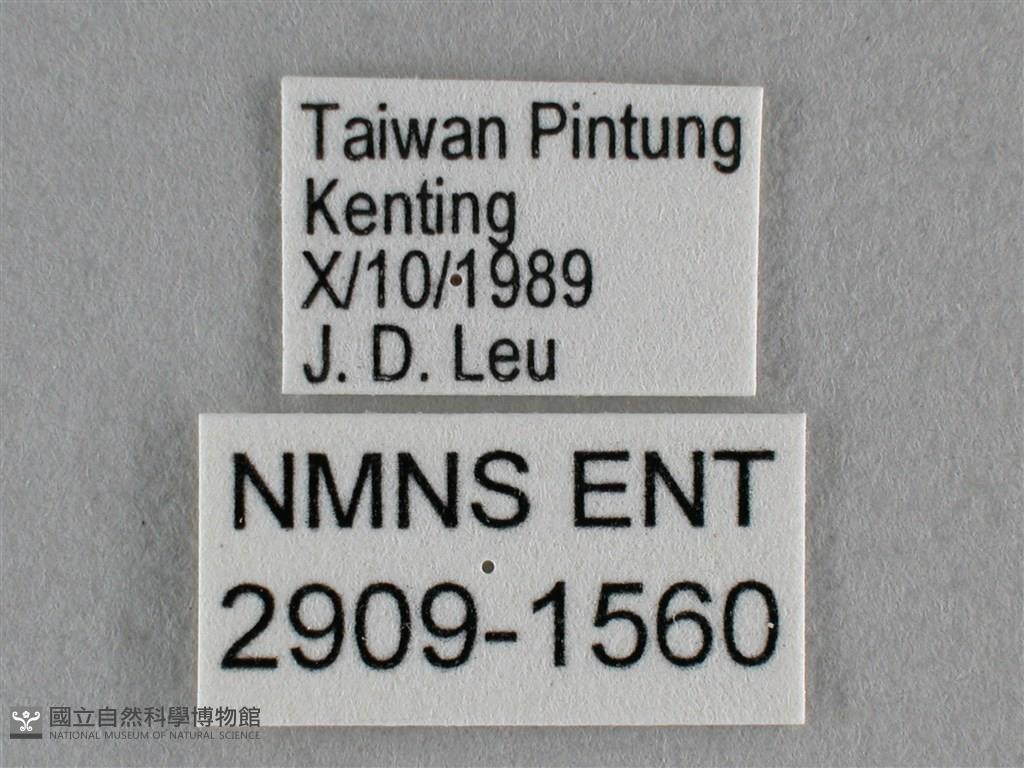 Taiwan Pintung
Kenting
X/10/1989
J. D. Leu
NMNS ENT
2909-1560
國立自然科學博物館
NATIONAL MUSEUM OF NATURAL SCIENCE